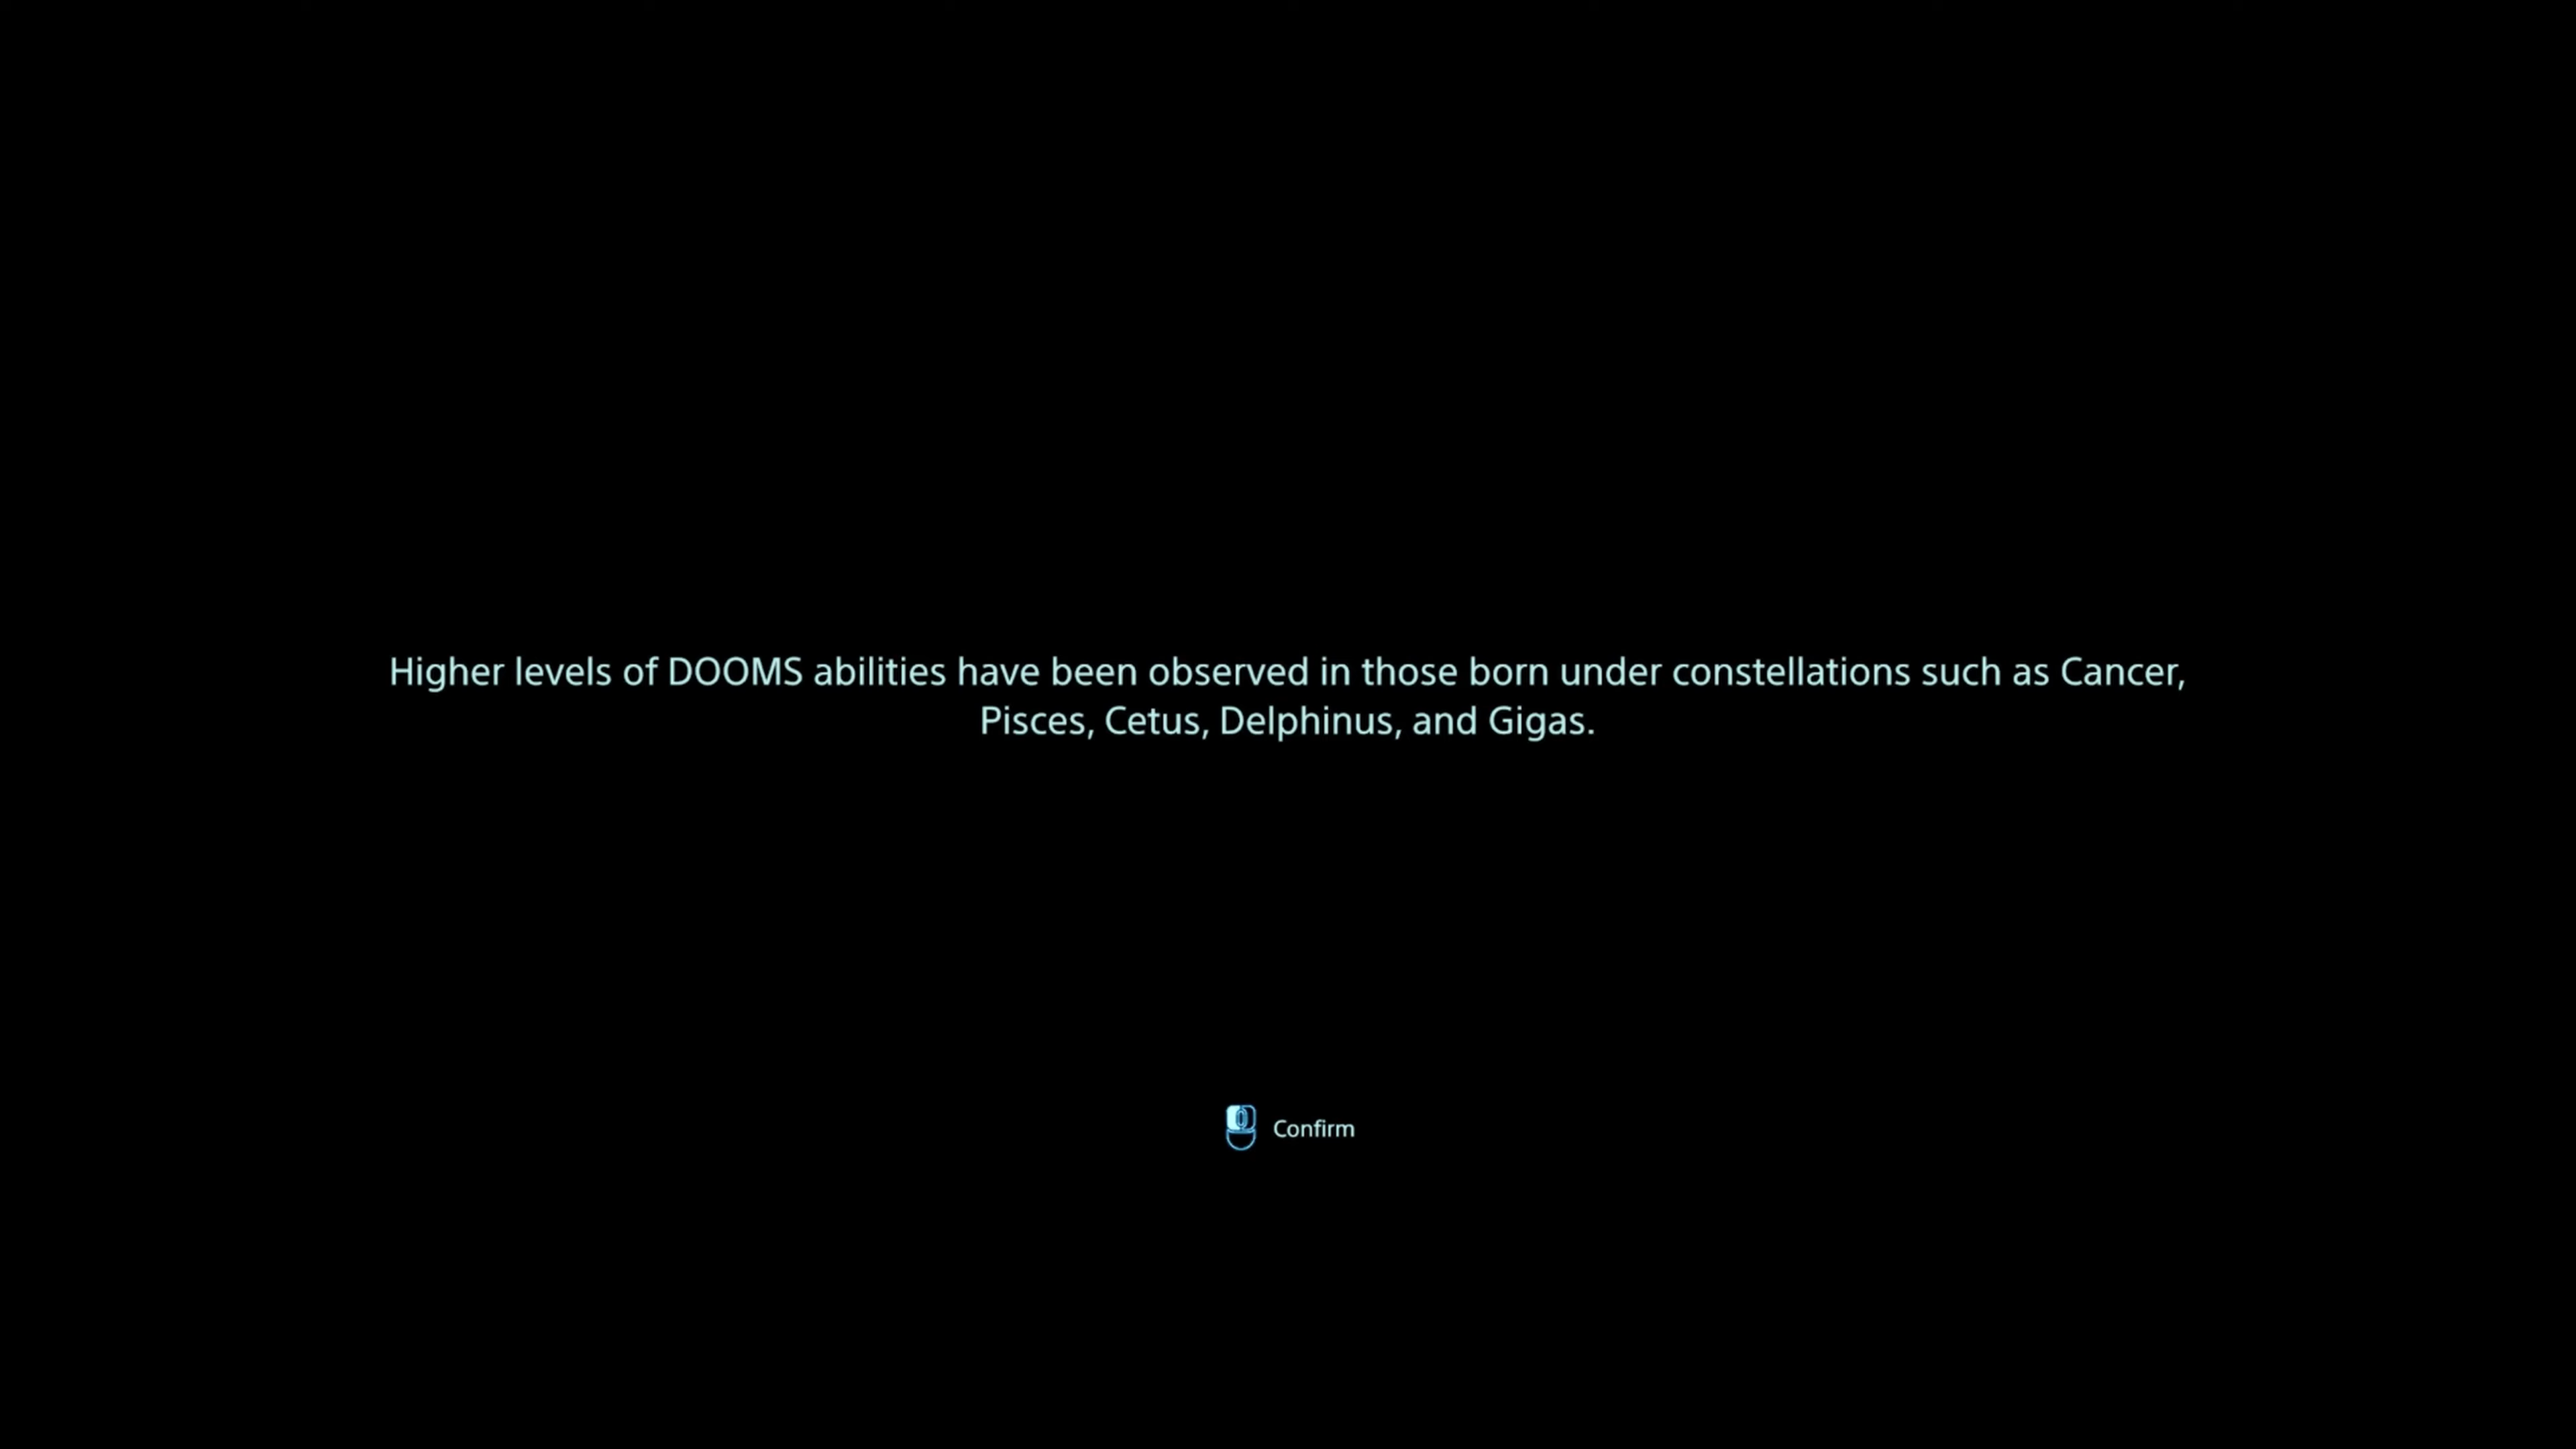 Higher levels of DOOMS abilities have been observed in those born under constellations such as Cancer,
Pisces, Cetus, Delphinus, and Gigas.
Confirm